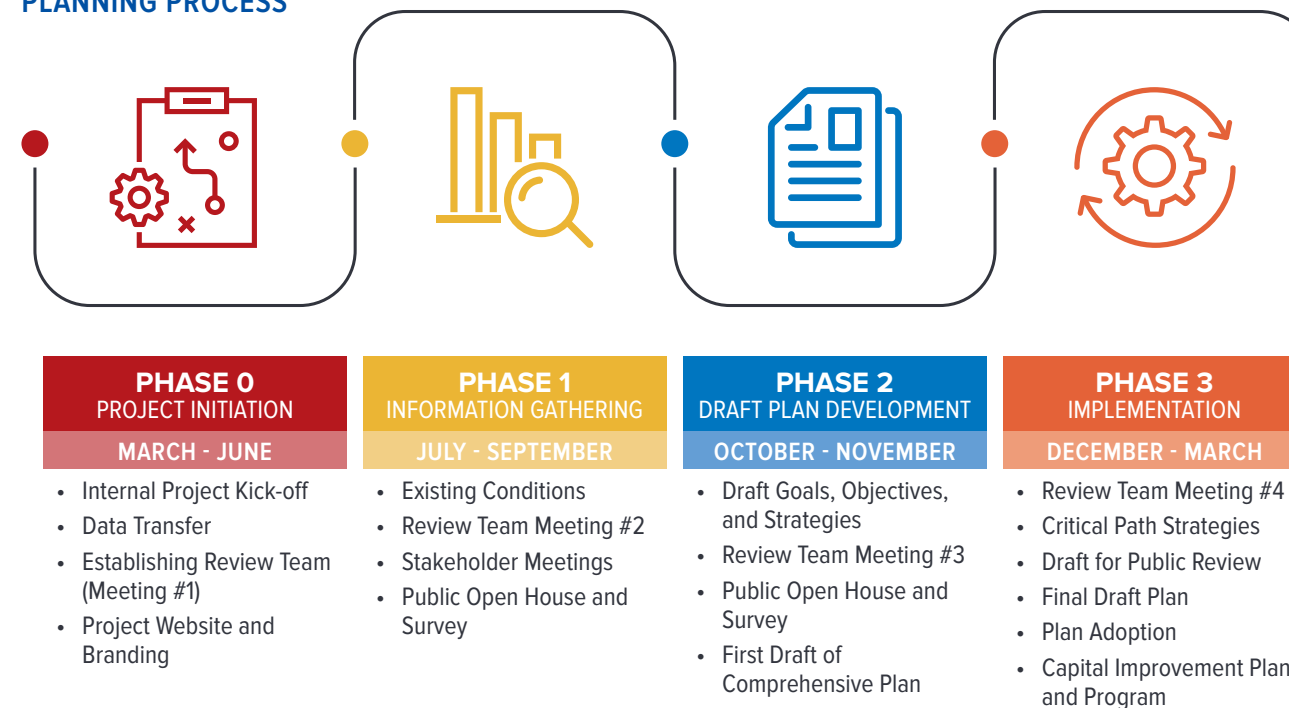 PLANNING PROCESS
PHASE 0
PROJECT INITIATION
MARCH - JUNE
• Internal Project Kick-off
• Data Transfer
• Establishing Review Team
(Meeting #1)
• Project Website and
Branding
PHASE 1
INFORMATION GATHERING
JULY - SEPTEMBER
• Existing Conditions
• Review Team Meeting #2
• Stakeholder Meetings
• Public Open House and
Survey
PHASE 2
DRAFT PLAN DEVELOPMENT
OCTOBER - NOVEMBER
• Draft Goals, Objectives,
and Strategies
• Review Team Meeting #3
• Public Open House and
Survey
• First Draft of
Comprehensive Plan
PHASE 3
IMPLEMENTATION
DECEMBER - MARCH
• Review Team Meeting #4
• Critical Path Strategies
• Draft for Public Review
• Final Draft Plan
• Plan Adoption
• Capital Improvement Plan
and Program